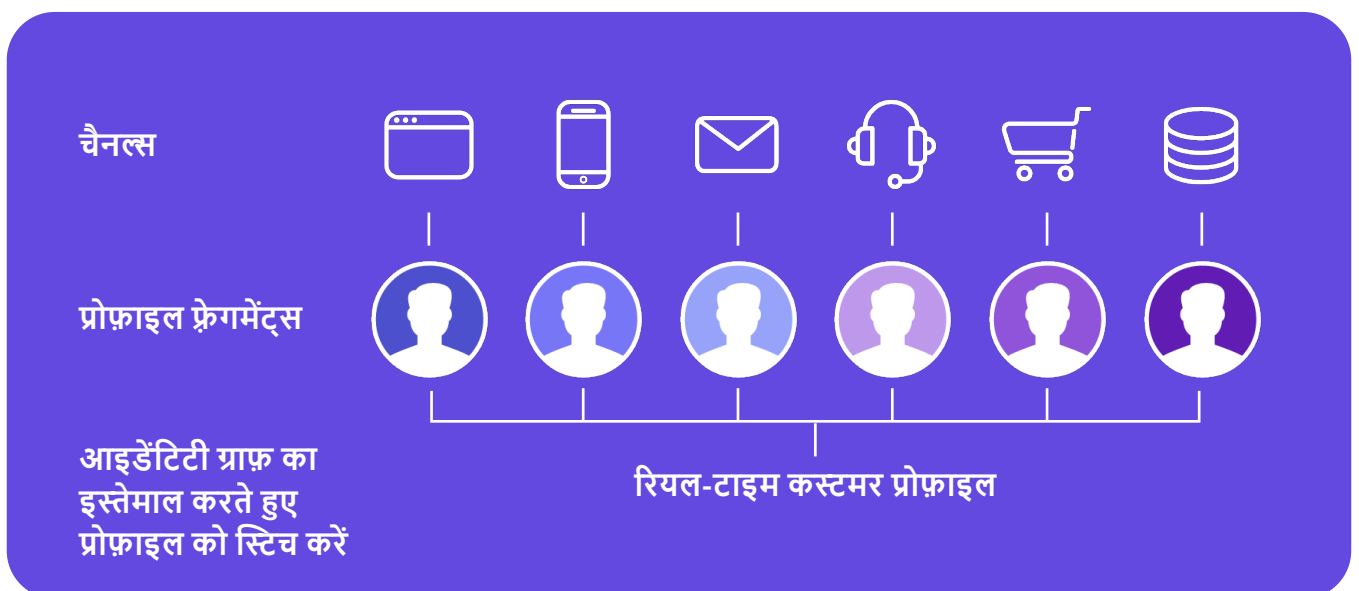 चैनल्स
प्रोफ़ाइल फ़्रेगमेंट्स
आइडेंटिटी ग्राफ़ का
इस्तेमाल करते हुए
प्रोफ़ाइल को स्टिच करें
रियल-टाइम कस्टमर प्रोफ़ाइल